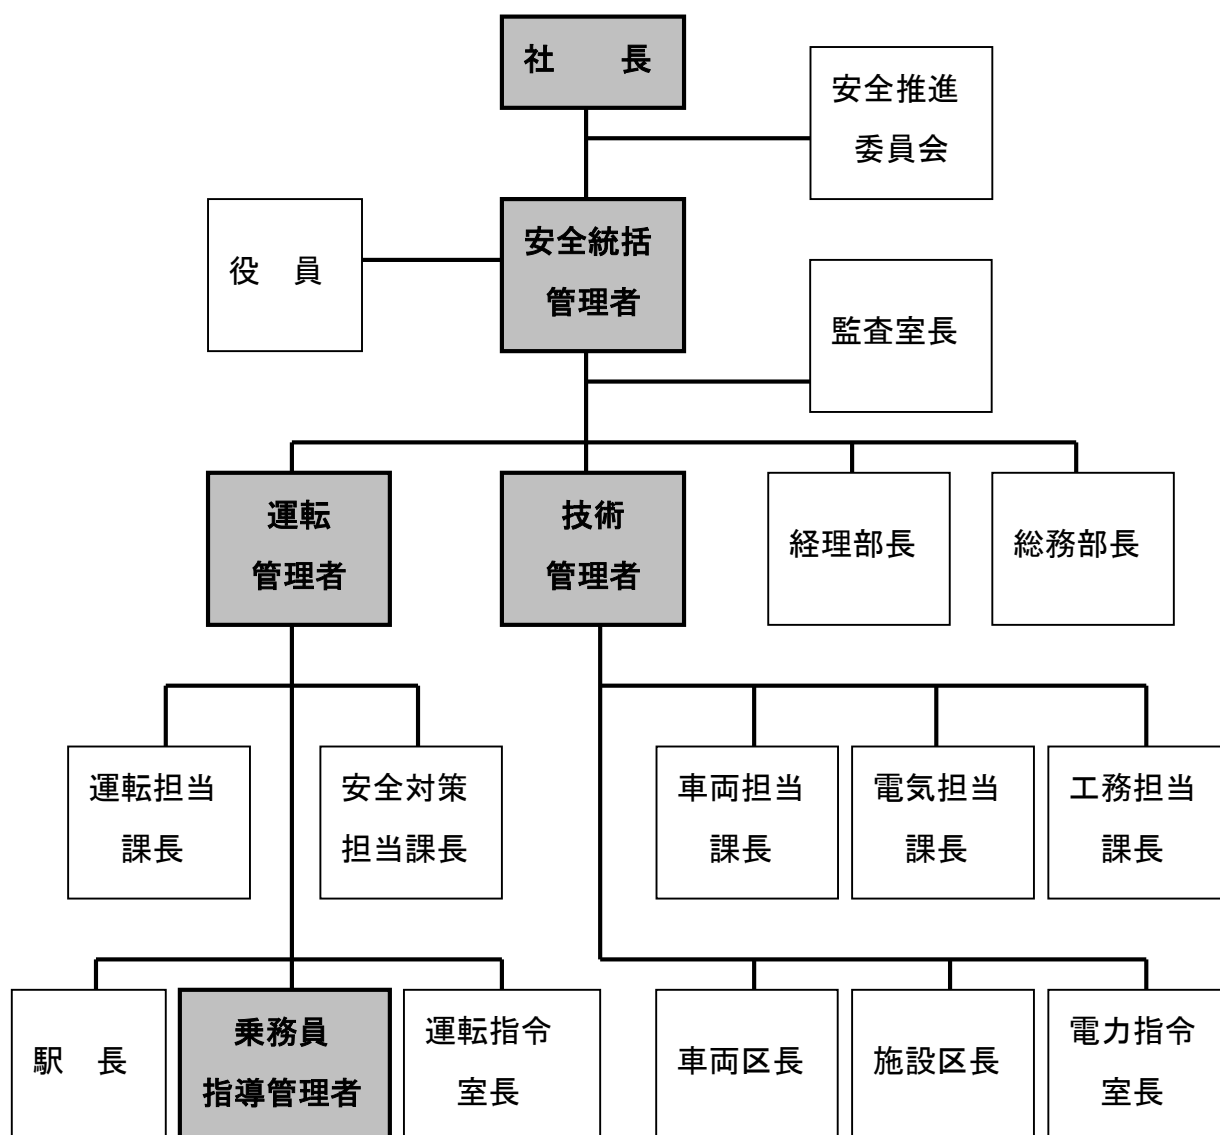 社　　長
安全推進
委員会
安全統括
管理者
役　員
監査室長
運転
管理者
技術
管理者
経理部長
総務部長
運転担当
課長
安全対策
担当課長
車両担当
課長
電気担当
課長
工務担当
課長
駅　長
乗務員
指導管理者
運転指令
室長
車両区長
施設区長
電力指令
室長